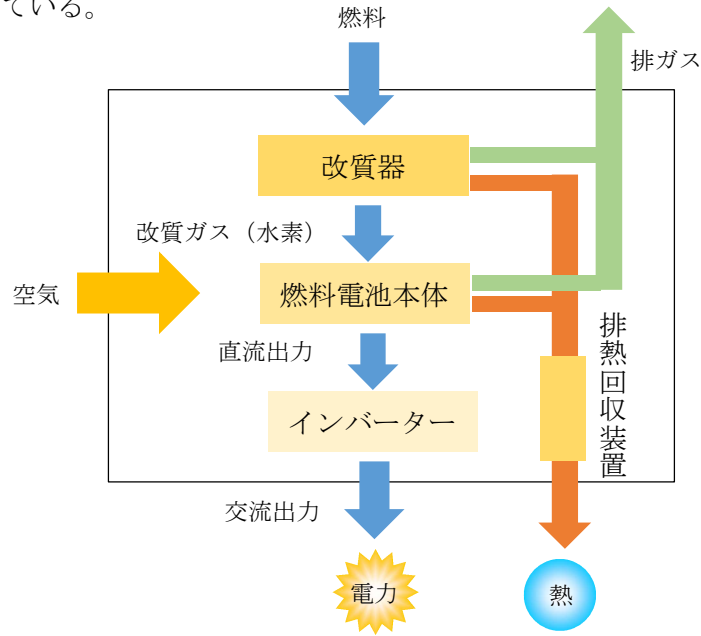 ている。
燃料
排ガス
改質器
改質ガス（水素）
空気
燃料電池本体
直流出力
排熱回収装置
インバーター
交流出力
電力
熱